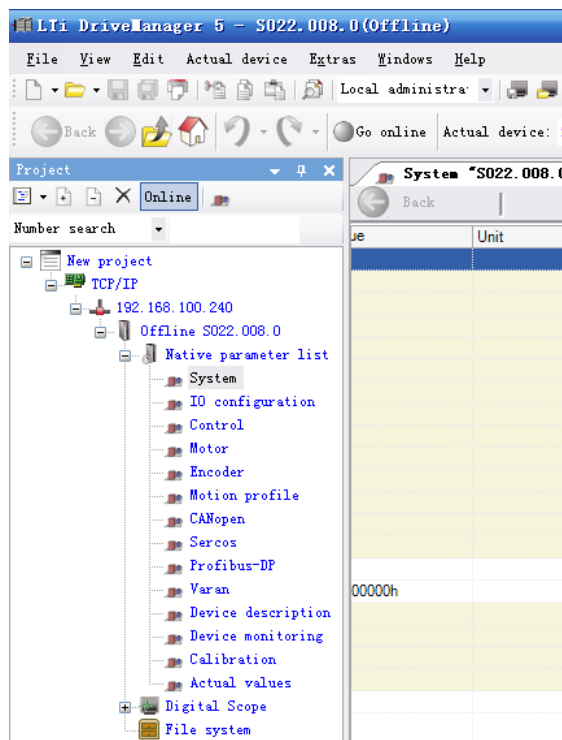 LTi DriveManager 5 - S022.008.0(Offline)
File View Edit Actual device Extras Windows Help
Local administra
Back Go online Actual device:
Project
Online
Number search
New project
TCP/IP
192.168.100.240
Offline S022.008.0
Native parameter list
System
IO configuration
Control
Motor
Encoder
Motion profile
CANopen
Sercos
Profibus-DP
Varan
Device description
Device monitoring
Calibration
Actual values
Digital Scope
File system
System "S022.008.
Back
ue Unit
00000h